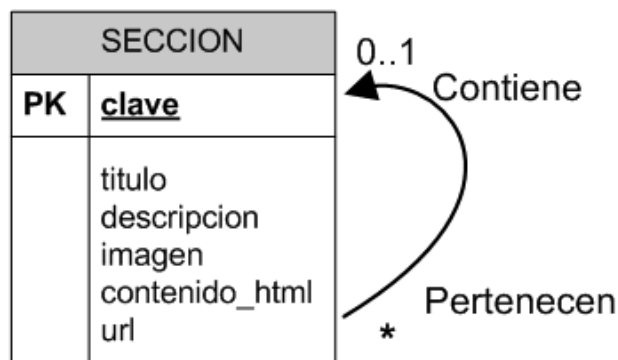 SECCION
0..1
Contiene
PK clave
titulo
descripcion
imagen
contenido_html
url
Pertenecen
*